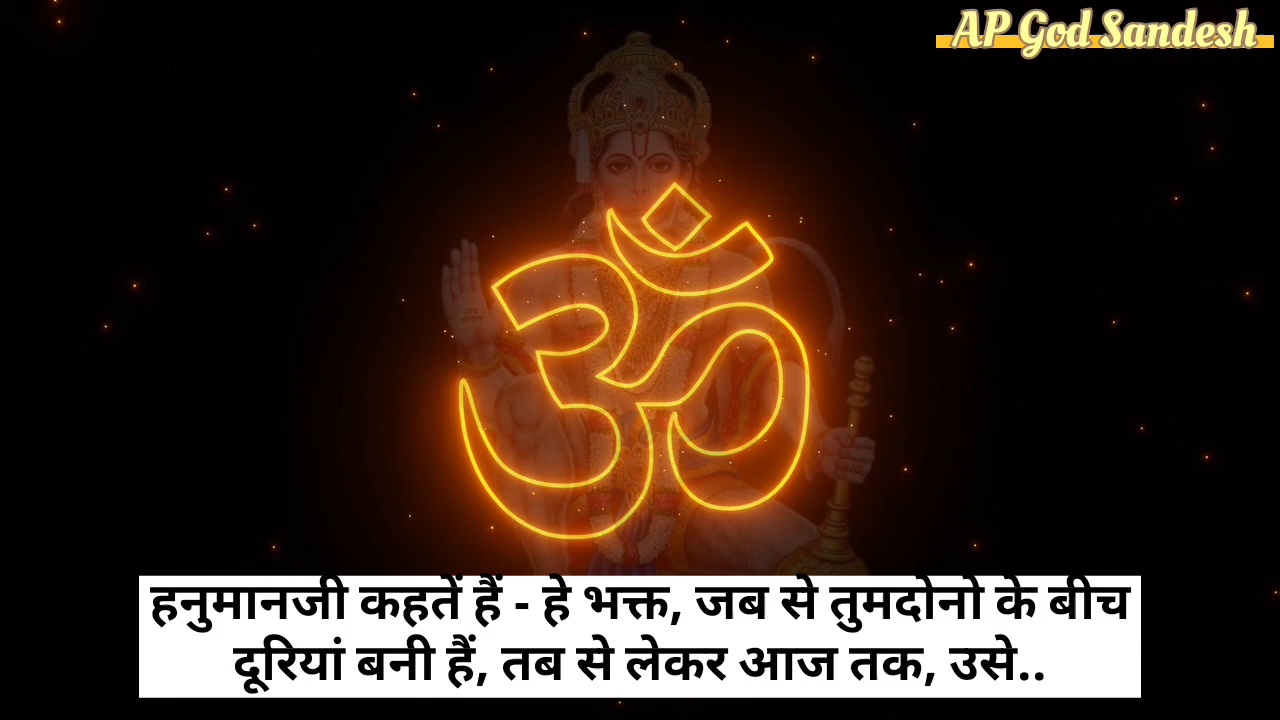 AP God Sandesh
हनुमानजी कहतें हैं - हे भक्त, जब से तुमदोनो के बीच
दूरियां बनी हैं, तब से लेकर आज तक, उसे..